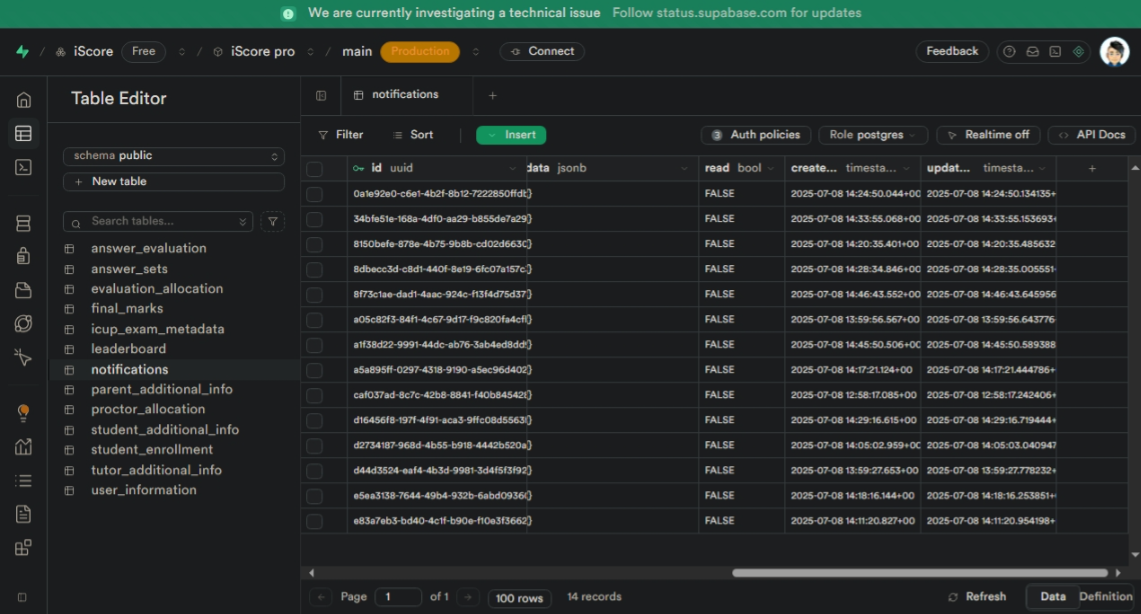 We are currently investigating a technical issue Follow status.supabase.com for updates
/ iScore Free / iScore pro / main Production Connect Feedback
Table Editor
notifications
Filter Sort Insert 3 Auth policies Role postgres Realtime off API Docs
schema public
New table
Search tables...
answer_evaluation
answer_sets
evaluation_allocation
final_marks
icup_exam_metadata
leaderboard
notifications
parent_additional_info
proctor_allocation
student_additional_info
student_enrollment
tutor_additional_info
user_information
id uuid data jsonb read bool create... timesta... updat... timesta...
0a1e92e0-c6e1-4b2f-8b12-7222850ffdb {} FALSE 2025-07-08 14:24:50.044+00 2025-07-08 14:24:50.134135+
34bfe51e-168a-4df0-aa29-b855de7a29 {} FALSE 2025-07-08 14:33:55.068+00 2025-07-08 14:33:55.153693+
8150befe-878e-4b75-9b8b-cd02d6630 {} FALSE 2025-07-08 14:20:35.401+00 2025-07-08 14:20:35.485632
8dbecc3d-c8d1-440f-8e19-6fc07a157c {} FALSE 2025-07-08 14:28:34.846+00 2025-07-08 14:28:35.005551-
8f73c1ae-dad1-4aac-924c-f13f4d75d37 {} FALSE 2025-07-08 14:46:43.552+00 2025-07-08 14:46:43.645956
a05c82f3-84f1-4c67-9d17-f9c820fa4cf {} FALSE 2025-07-08 13:59:56.567+00 2025-07-08 13:59:56.643776
a1f38d22-9991-44dc-ab76-3ab4ed8dd {} FALSE 2025-07-08 14:45:50.506+00 2025-07-08 14:45:50.589388
a5a895ff-0297-4318-9190-a5ec96d402 {} FALSE 2025-07-08 14:17:21.124+00 2025-07-08 14:17:21.444786+
caf037ad-8c7c-42b8-8841-f40b845428 {} FALSE 2025-07-08 12:58:17.085+00 2025-07-08 12:58:17.242406+
d16456f8-197f-4f91-aca3-9ffc08d5563 {} FALSE 2025-07-08 14:29:16.615+00 2025-07-08 14:29:16.719444+
d2734187-968d-4b55-b918-4442b520a {} FALSE 2025-07-08 14:05:02.959+00 2025-07-08 14:05:03.040947
d44d3524-eaf4-4b3d-9981-3d4f5f3f92 {} FALSE 2025-07-08 13:59:27.653+00 2025-07-08 13:59:27.778232+
e5ea3138-7644-49b4-932b-6abd0936 {} FALSE 2025-07-08 14:18:16.144+00 2025-07-08 14:18:16.253851+
e83a7eb3-bd40-4c1f-b90e-f10e3f3662 {} FALSE 2025-07-08 14:11:20.827+00 2025-07-08 14:11:20.954198+
Page 1 of 1 100 rows 14 records Refresh Data Definition